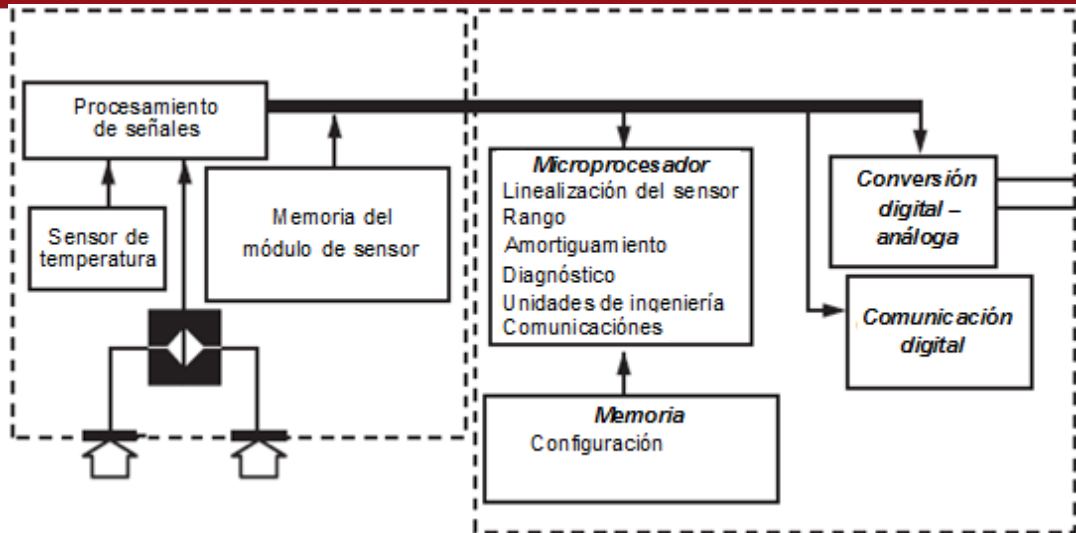 Procesamiento
de señales
Sensor de
temperatura
Memoria del
módulo de sensor
Microprocesador
Linealización del sensor
Rango
Amortiguamiento
Diagnóstico
Unidades de ingeniería
Comunicaciónes
Memoria
Configuración
Conversión
digital –
análoga
Comunicación
digital